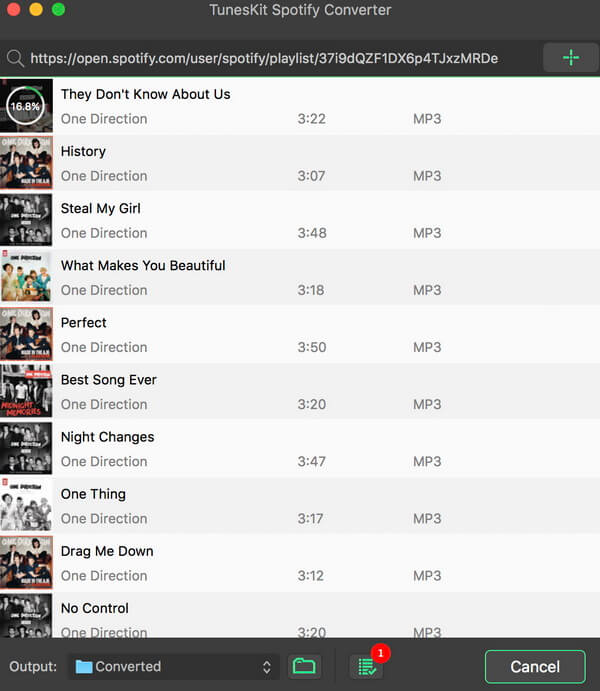 TunesKit Spotify Converter
https://open.spotify.com/user/spotify/playlist/37i9dQZF1DX6p4TJxzMRDe
16.8%
They Don't Know About Us
One Direction 3:22 MP3
History
One Direction 3:07 MP3
Steal My Girl
One Direction 3:48 MP3
What Makes You Beautiful
One Direction 3:18 MP3
Perfect
One Direction 3:50 MP3
Best Song Ever
One Direction 3:20 MP3
Night Changes
One Direction 3:47 MP3
One Thing
One Direction 3:17 MP3
Drag Me Down
One Direction 3:12 MP3
No Control
One Direction 3:20 MP3
Output: Converted 1 Cancel